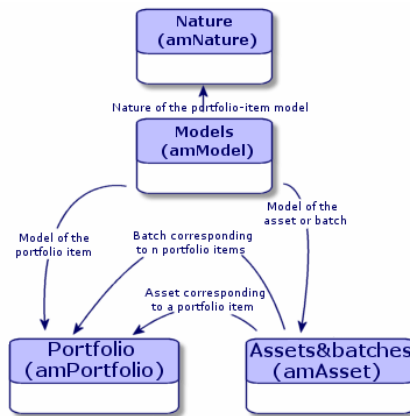 Nature
(amNature)
Nature of the portfolio-item model
Models
(amModel)
Model of the
asset or batch
Model of the
portfolio item
Batch corresponding
to n portfolio items
Asset corresponding
to a portfolio item
Portfolio
(amPortfolio)
Assets&batches
(amAsset)